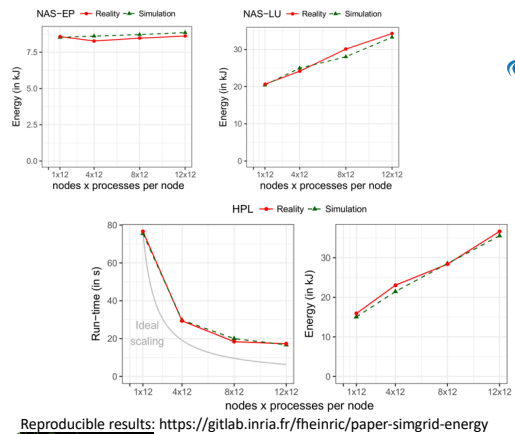 NAS−EP Reality Simulation
NAS−LU Reality Simulation
Energy (in kJ)
8.5
2.5
5.0
0.0
1x12 4x12 8x12 12x12
nodes x processes per node
Energy (in kJ)
30
20
10
0
1x12 4x12 8x12 12x12
nodes x processes per node
HPL Reality Simulation
Run−time (in s)
80
60
40
20
0
Ideal
scaling
1x12 4x12 8x12 12x12
Energy (in kJ)
30
20
10
0
1x12 4x12 8x12 12x12
nodes x processes per node
Reproducible results: https://gitlab.inria.fr/fheinric/paper-simgrid-energy